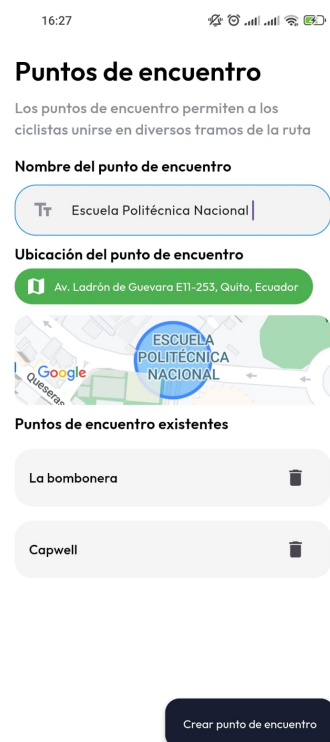 16:27
Puntos de encuentro
Los puntos de encuentro permiten a los
ciclistas unirse en diversos tramos de la ruta
Nombre del punto de encuentro
Tт Escuela Politécnica Nacional
Ubicación del punto de encuentro
Av. Ladrón de Guevara E11-253, Quito, Ecuador
ESCUELA
POLITÉCNICA
NACIONAL
Google
Queseras
Puntos de encuentro existentes
La bombonera
Capwell
Crear punto de encuentro